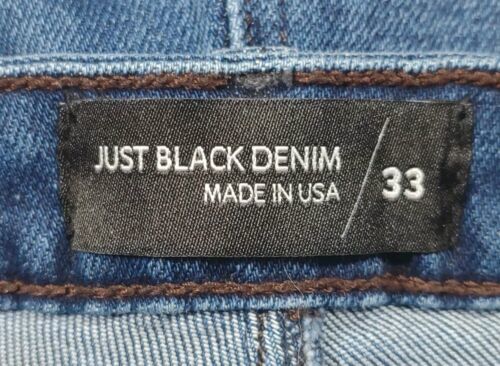 JUST BLACK DENIM
MADE IN USA
33